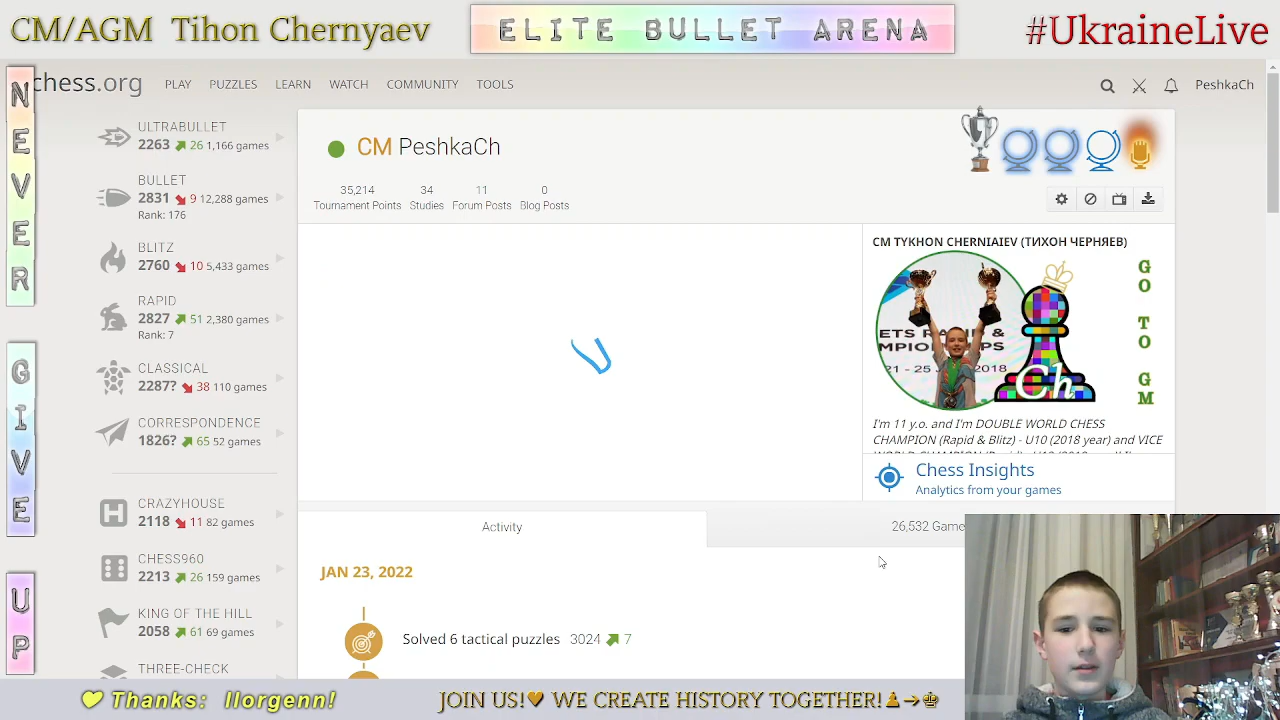 CM/AGM Tihon Chernyaev
ELITE BULLET ARENA
#UkraineLive
NEVER
GIVE
UP
chess.org
PLAY PUZZLES LEARN WATCH COMMUNITY TOOLS
PeshkaCh
ULTRABULLET
2263 26 1,166 games
BULLET
2831 9 12,288 games
Rank: 176
BLITZ
2760 10 5,433 games
RAPID
2827 51 2,380 games
Rank: 7
CLASSICAL
2287? 38 110 games
CORRESPONDENCE
1826? 65 52 games
CRAZYHOUSE
2118 11 82 games
CHESS960
2213 26 159 games
KING OF THE HILL
2058 61 69 games
THREE-CHECK
CM PeshkaCh
35,214 34 11 0
Tournament Points Studies Forum Posts Blog Posts
CM TYKHON CHERNIAIEV (ТИХОН ЧЕРНЯЕВ)
ETS RAPID &
MPIONSHIPS
21 - 25 2018
Ch
GO
TO
GM
I'm 11 y.o. and I'm DOUBLE WORLD CHESS
CHAMPION (Rapid & Blitz) - U10 (2018 year) and VICE
Chess Insights
Analytics from your games
Activity
26,532 Game
JAN 23, 2022
Solved 6 tactical puzzles 3024 7
Thanks: llorgenn!
JOIN US! WE CREATE HISTORY TOGETHER!